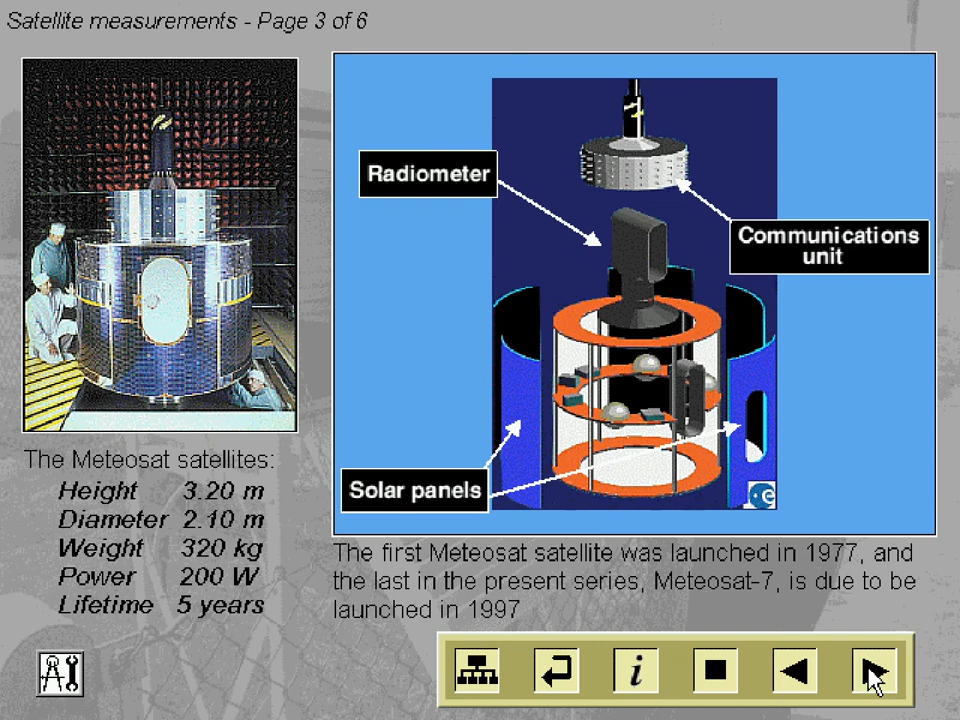 Satellite measurements - Page 3 of 6
Radiometer
Communications
unit
Solar panels
The Meteosat satellites:
Height 3.20 m
Diameter 2.10 m
Weight 320 kg
Power 200 W
Lifetime 5 years
The first Meteosat satellite was launched in 1977, and
the last in the present series, Meteosat-7, is due to be
launched in 1997
i